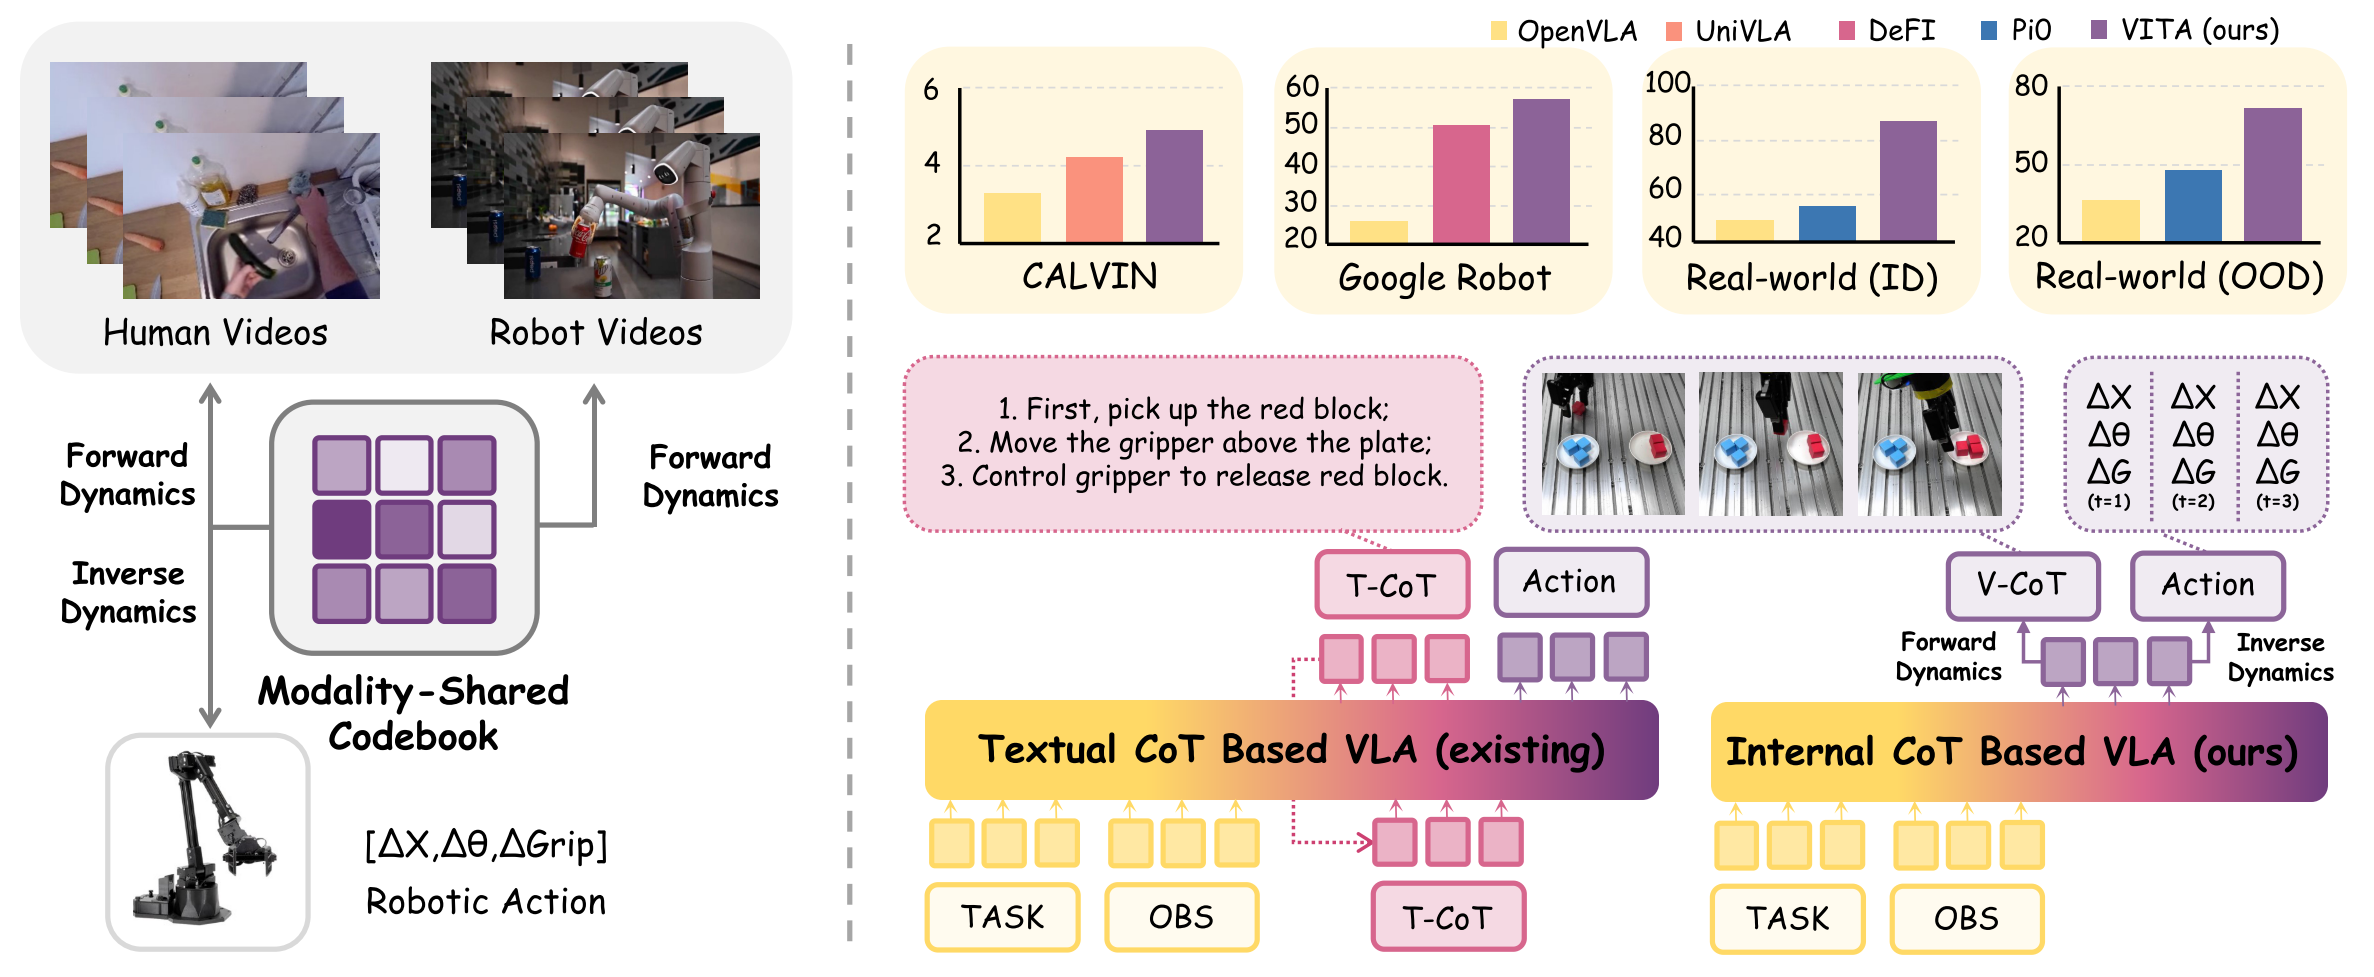 Human Videos
Robot Videos
Forward
Dynamics
Forward
Dynamics
Inverse
Dynamics
Modality-Shared
Codebook
[ΔX,Δθ,ΔGrip]
Robotic Action
OpenVLA
UniVLA
DeFI
Pi0
VITA (ours)
6
4
2
CALVIN
60
50
40
30
20
Google Robot
100
80
60
40
Real-world (ID)
80
50
20
Real-world (OOD)
1. First, pick up the red block;
2. Move the gripper above the plate;
3. Control gripper to release red block.
ΔX ΔX ΔX
Δθ Δθ Δθ
ΔG ΔG ΔG
(t=1) (t=2) (t=3)
T-CoT
Action
Textual CoT Based VLA (existing)
TASK
OBS
T-CoT
V-CoT
Action
Forward
Dynamics
Inverse
Dynamics
Internal CoT Based VLA (ours)
TASK
OBS